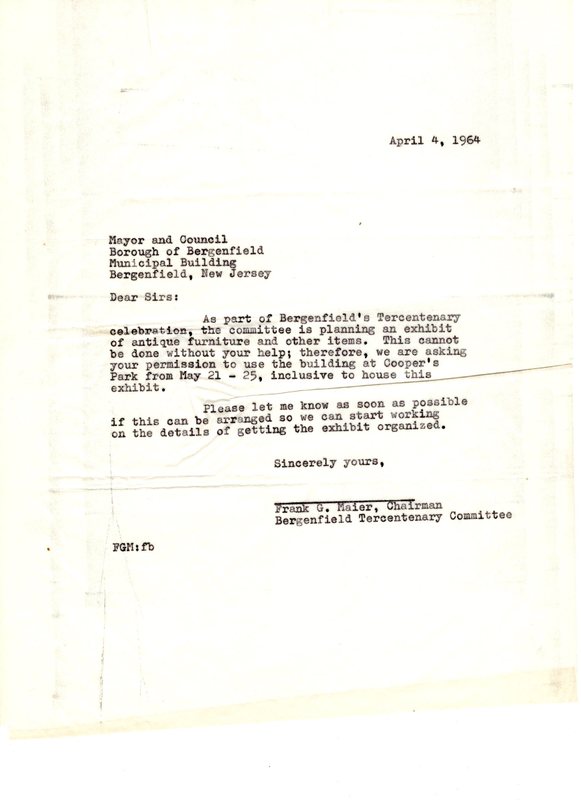 April 4, 1964
Mayor and Council
Borough of Bergenfield
Municipal Building
Bergenfield, New Jersey
Dear Sirs:
As part of Bergenfield's Tercentenary
celebration, the committee is planning an exhibit
of antique furniture and other items. This cannot
be done without your help; therefore, we are asking
your permission to use the building at Cooper's
Park from May 21 - 25, inclusive to house this
exhibit.
Please let me know as soon as possible
if this can be arranged so we can start working
on the details of getting the exhibit organized.
Sincerely yours,
Frank G. Maier, Chairman
Bergenfield Tercentenary Committee
FGM:fb